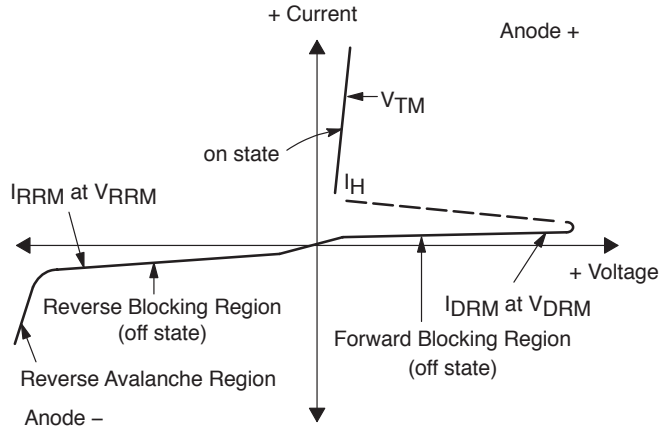 + Current
Anode +
VTM
on state
IH
IRRM at VRRM
+ Voltage
IDRM at VDRM
Reverse Blocking Region
(off state)
Forward Blocking Region
(off state)
Reverse Avalanche Region
Anode –